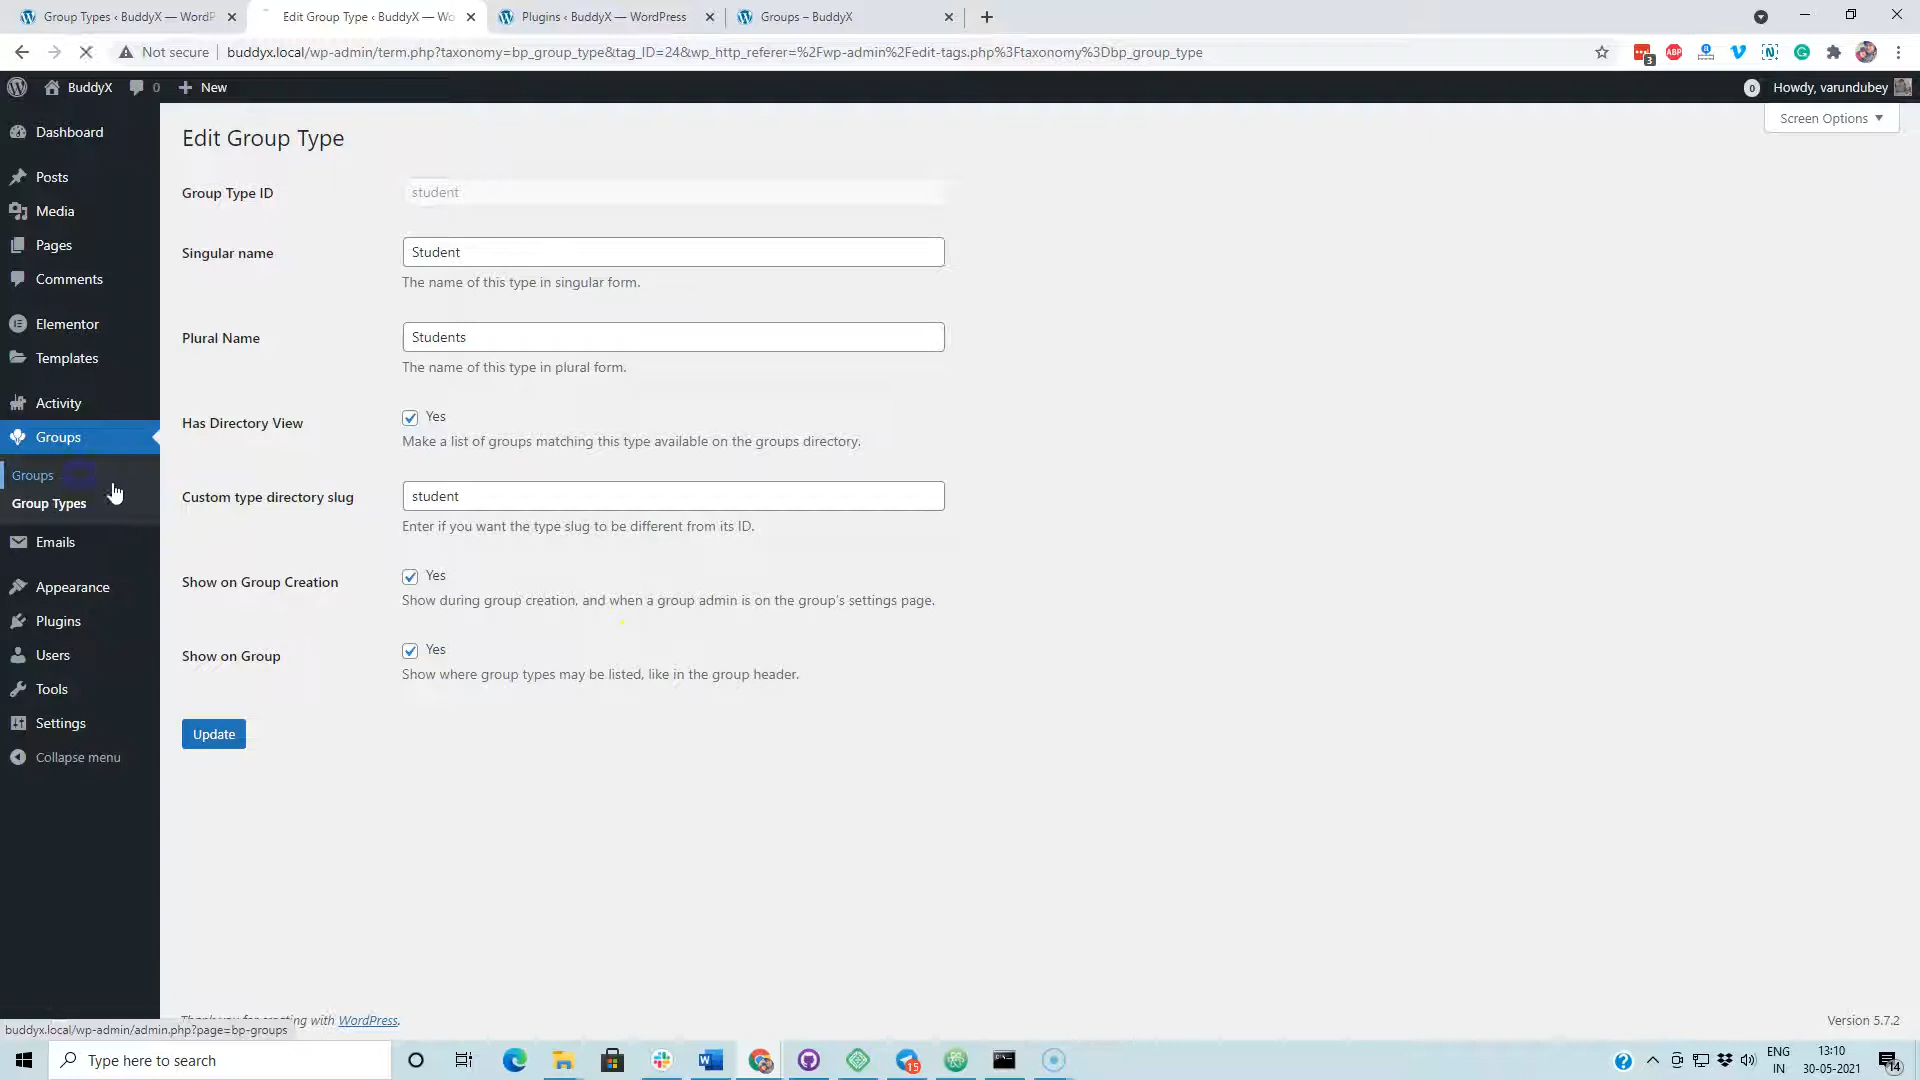 Group Types ‹ BuddyX — WordP
Edit Group Type ‹ BuddyX — Wo
Plugins ‹ BuddyX — WordPress
Groups – BuddyX
Not secure
buddyx.local/wp-admin/term.php?taxonomy=bp_group_type&tag_ID=24&wp_http_referer=%2Fwp-admin%2Fedit-tags.php%3Ftaxonomy%3Dbp_group_type
3
ABP
BuddyX
0
New
0
Howdy, varundubey
Screen Options
Dashboard
Posts
Media
Pages
Comments
Elementor
Templates
Activity
Groups
Groups
Group Types
Emails
Appearance
Plugins
Users
Tools
Settings
Collapse menu
Edit Group Type
Group Type ID
student
Singular name
Student
The name of this type in singular form.
Plural Name
Students
The name of this type in plural form.
Has Directory View
Yes
Make a list of groups matching this type available on the groups directory.
Custom type directory slug
student
Enter if you want the type slug to be different from its ID.
Show on Group Creation
Yes
Show during group creation, and when a group admin is on the group's settings page.
Show on Group
Yes
Show where group types may be listed, like in the group header.
Update
with WordPress.
Version 5.7.2
buddyx.local/wp-admin/admin.php?page=bp-groups
Type here to search
15
ENG
IN
13:10
30-05-2021
14